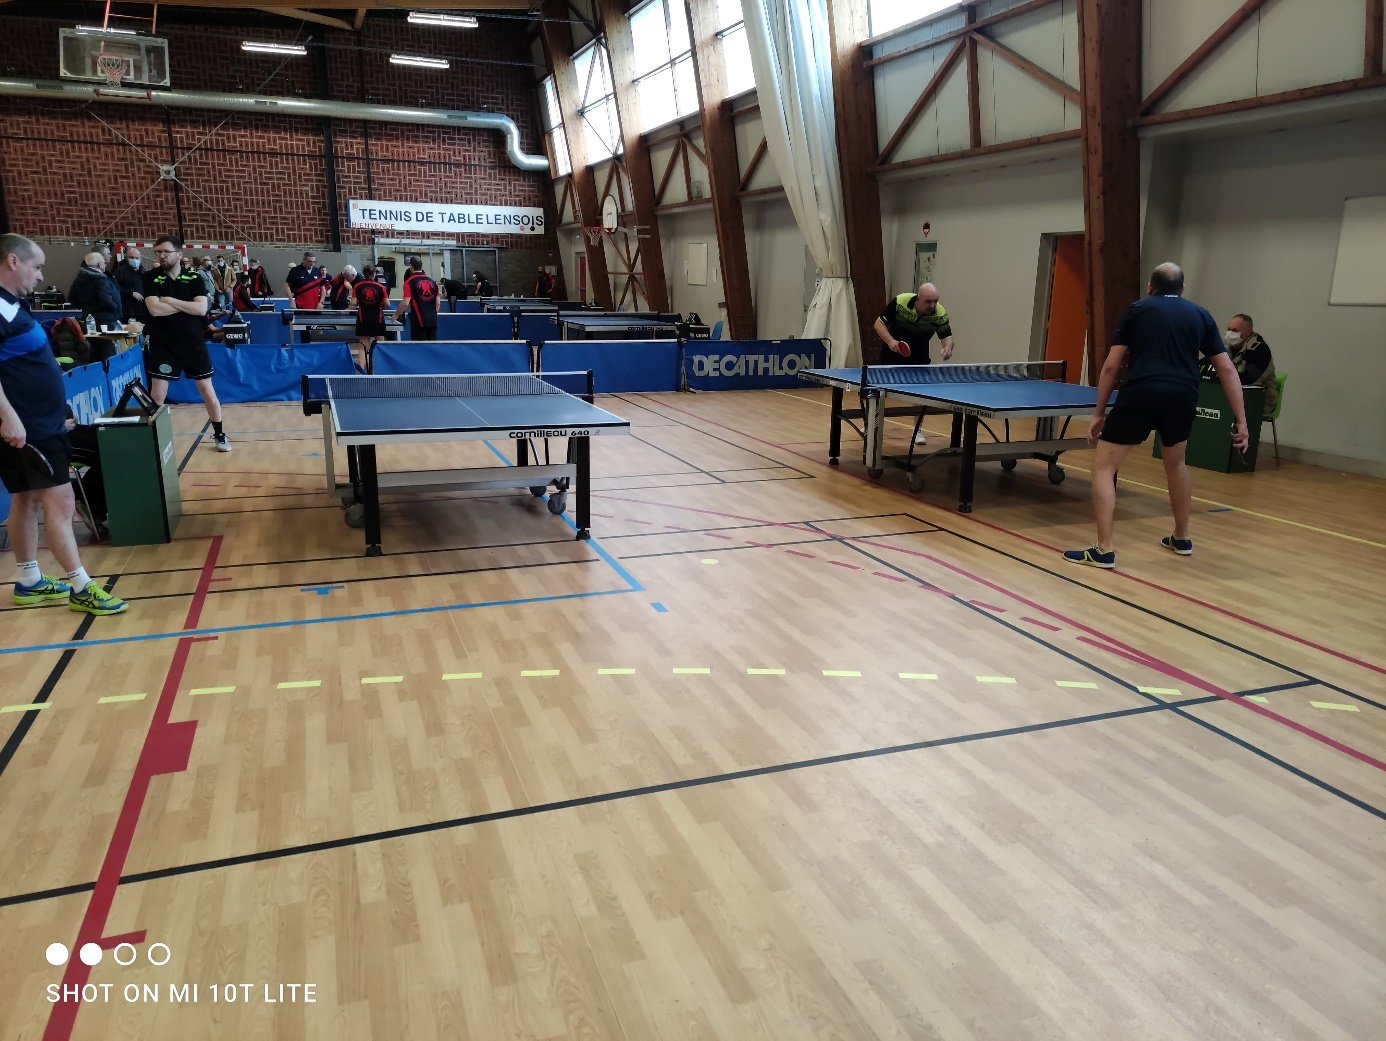 TENNIS DE TABLE LENSOIS
BIENVENUE
DECATHLON
cornilleau 640
SHOT ON MI 10T LITE